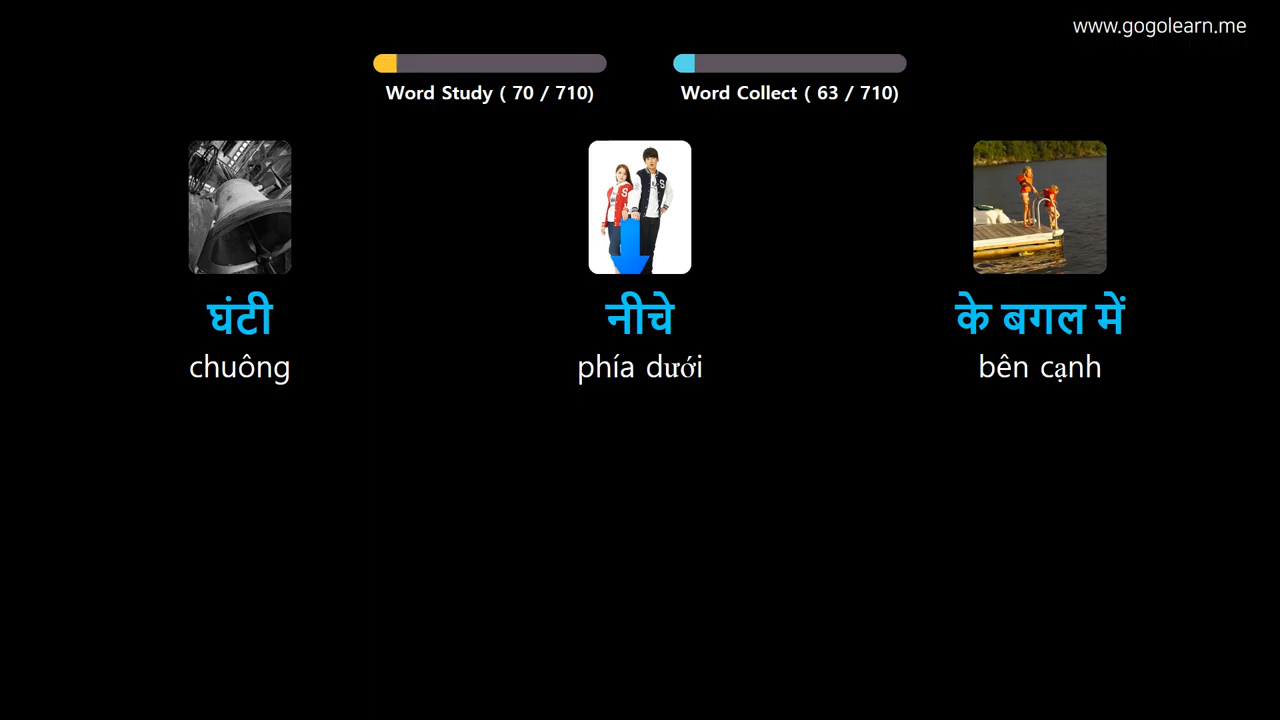 www.gogolearn.me
Word Study ( 70 / 710)
Word Collect ( 63 / 710)
घंटी
नीचे
के बगल में
chuông
phía dưới
bên cạnh